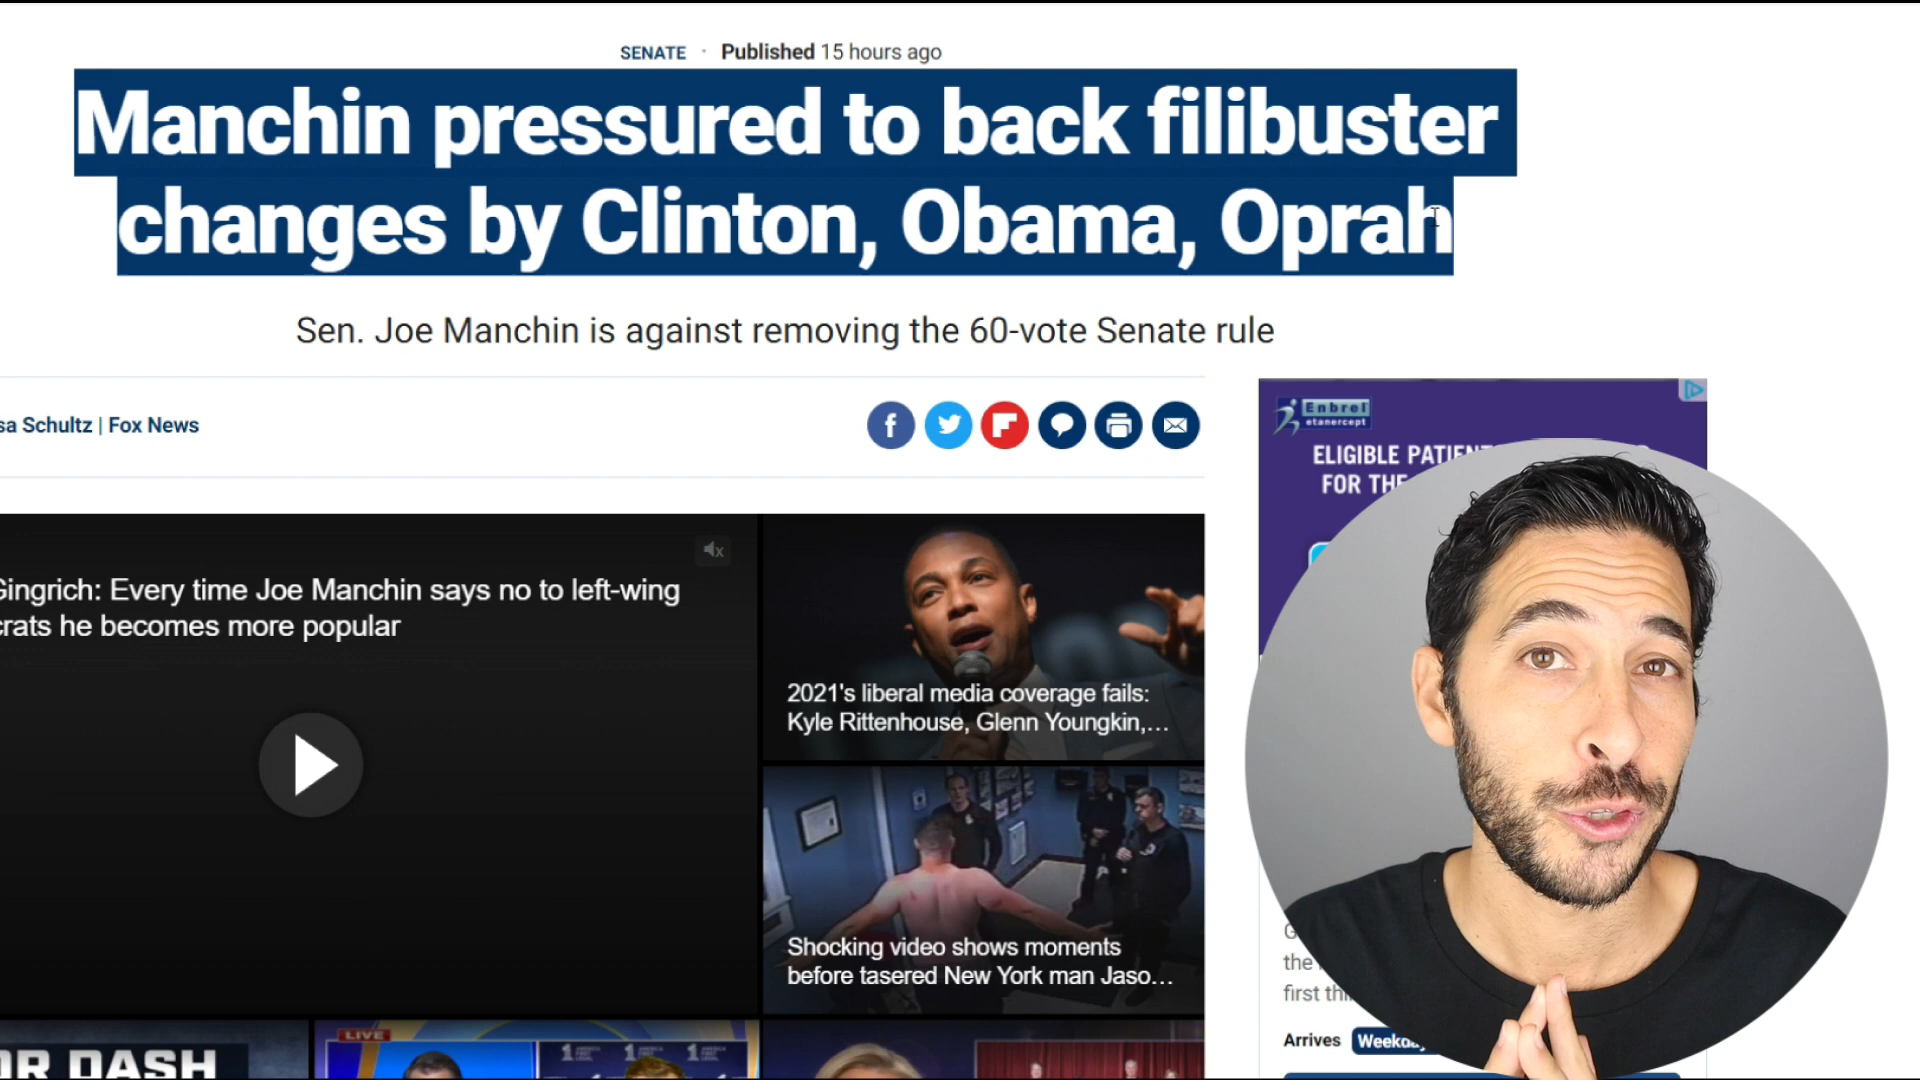 SENATE · Published 15 hours ago
Manchin pressured to back filibuster
changes by Clinton, Obama, Oprah
Sen. Joe Manchin is against removing the 60-vote Senate rule
sa Schultz | Fox News
Enbrel
etanercept
ELIGIBLE
FOR THE
Gingrich: Every time Joe Manchin says no to left-wing
crats he becomes more popular
2021's liberal media coverage fails:
Kyle Rittenhouse, Glenn Youngkin,...
Shocking video shows moments
before tasered New York man Jaso...
the
first
Arrives
OR DASH
LIVE